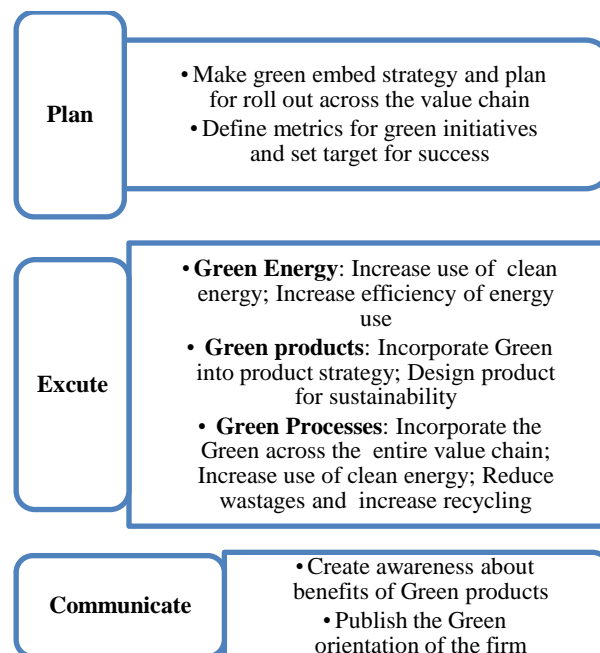 Plan
• Make green embed strategy and plan
for roll out across the value chain
• Define metrics for green initiatives
and set target for success
Excute
• Green Energy: Increase use of clean
energy; Increase efficiency of energy
use
• Green products: Incorporate Green
into product strategy; Design product
for sustainability
• Green Processes: Incorporate the
Green across the entire value chain;
Increase use of clean energy; Reduce
wastages and increase recycling
Communicate
• Create awareness about
benefits of Green products
• Publish the Green
orientation of the firm